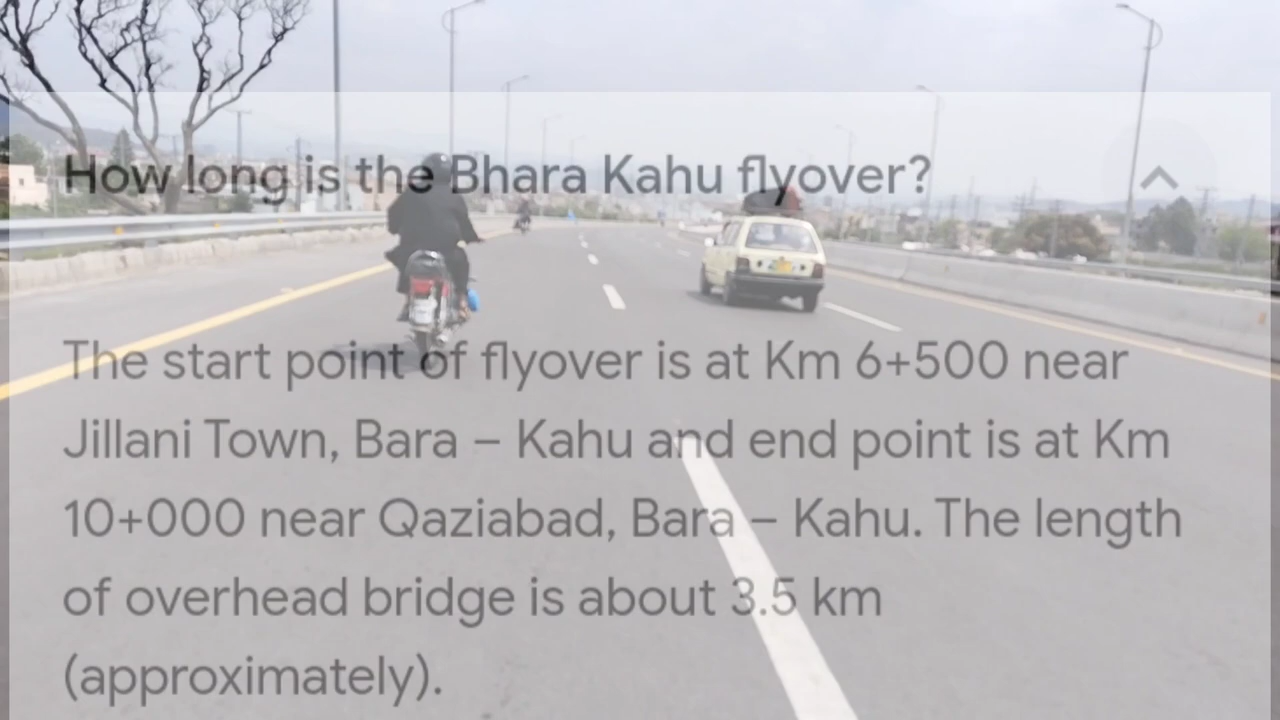 How long is the Bhara Kahu flyover?
The start point of flyover is at Km 6+500 near
Jillani Town, Bara – Kahu and end point is at Km
10+000 near Qaziabad, Bara – Kahu. The length
of overhead bridge is about 3.5 km
(approximately).